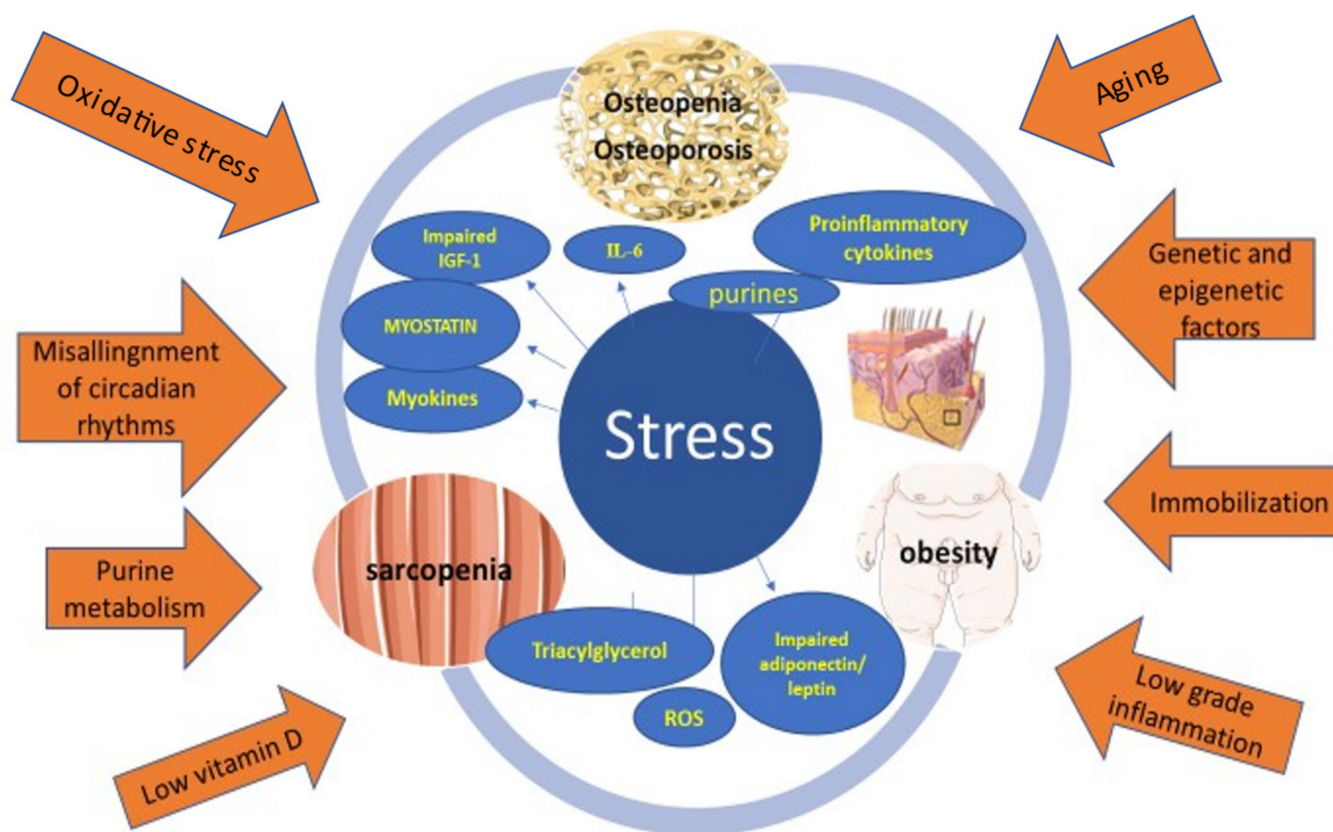 Oxidative stress
Aging
Osteopenia
Osteoporosis
Impaired
IGF-1
IL-6
Proinflammatory
cytokines
purines
Genetic and
epigenetic
factors
MYOSTATIN
Misallingnment
of circadian
rhythms
Myokines
Stress
Immobilization
sarcopenia
obesity
Purine
metabolism
Triacylglycerol
Impaired
adiponectin/
leptin
ROS
Low grade
inflammation
Low vitamin D